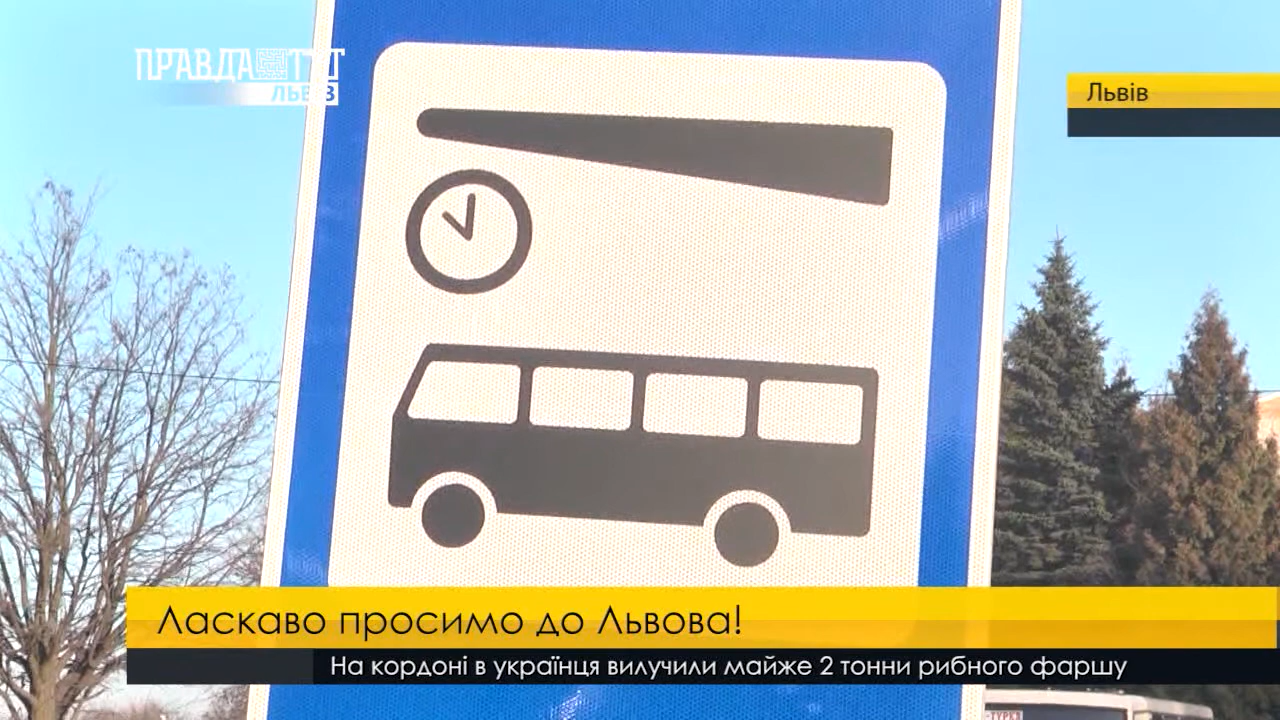 ПРАВДА ТУТ
ЛЬВІВ
Львів
Ласкаво просимо до Львова!
На кордоні в українця вилучили майже 2 тонни рибного фаршу